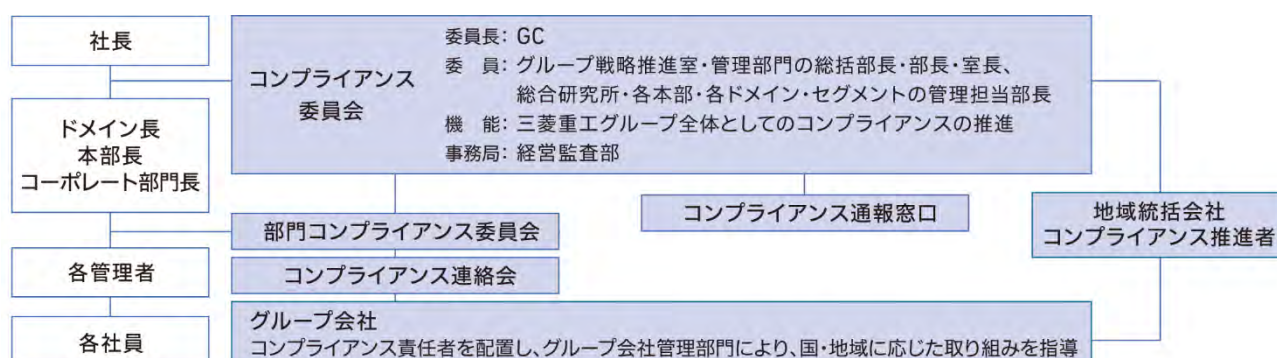 社長
ドメイン長
本部長
コーポレート部門長
各管理者
各社員
コンプライアンス
委員会
委員長：GC
委　員：グループ戦略推進室・管理部門の総括部長・部長・室長、
総合研究所・各本部・各ドメイン・セグメントの管理担当部長
機　能：三菱重工グループ全体としてのコンプライアンスの推進
事務局：経営監査部
部門コンプライアンス委員会
コンプライアンス連絡会
コンプライアンス通報窓口
地域統括会社
コンプライアンス推進者
グループ会社
コンプライアンス責任者を配置し、グループ会社管理部門により、国・地域に応じた取り組みを指導